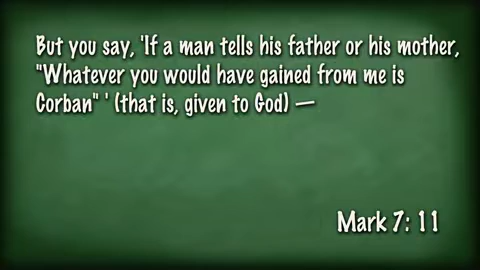 But you say, 'If a man tells his father or his mother,
"Whatever you would have gained from me is
Corban" ' (that is, given to God) —
Mark 7: 11